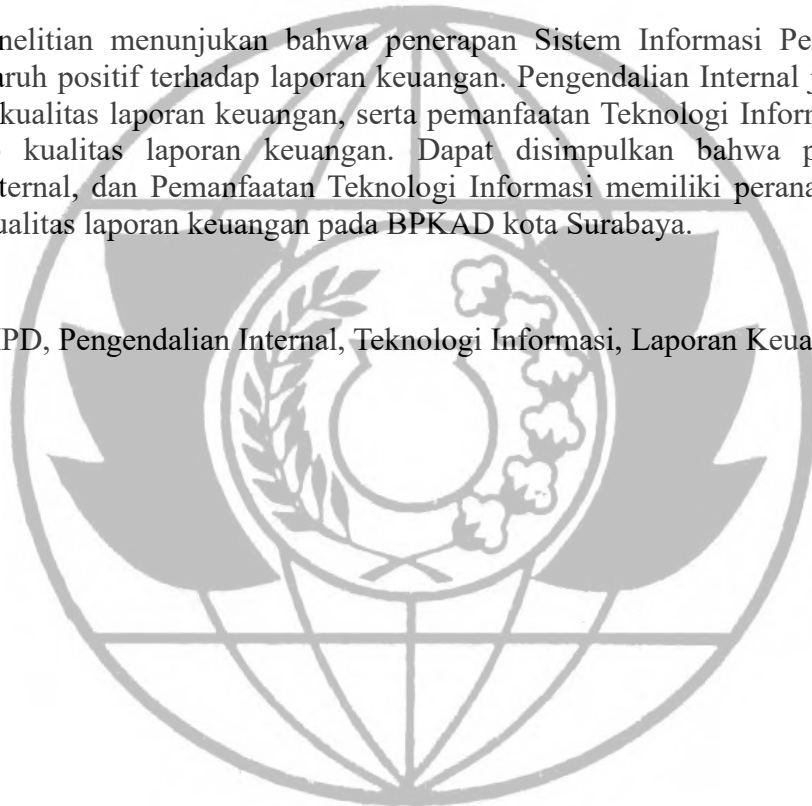 nelitian menunjukan bahwa penerapan Sistem Informasi Pe
aruh positif terhadap laporan keuangan. Pengendalian Internal j
kualitas laporan keuangan, serta pemanfaatan Teknologi Inform
kualitas laporan keuangan. Dapat disimpulkan bahwa p
ternal, dan Pemanfaatan Teknologi Informasi memiliki perana
ualitas laporan keuangan pada BPKAD kota Surabaya.
IPD, Pengendalian Internal, Teknologi Informasi, Laporan Keua